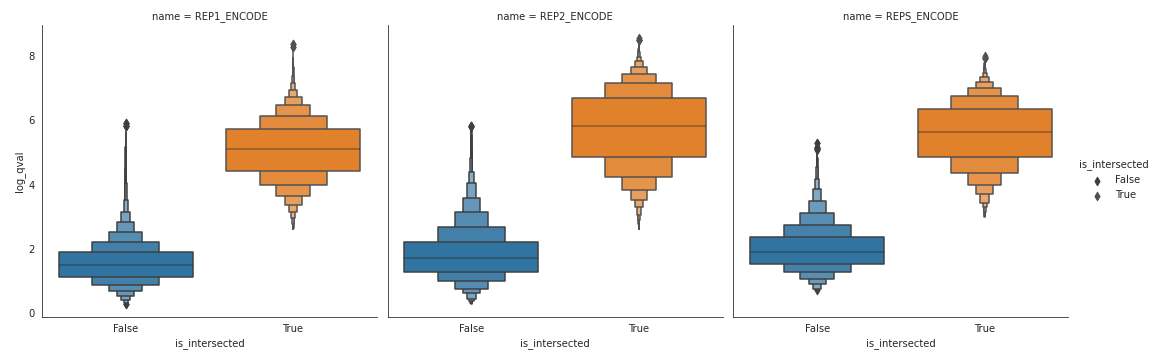 name = REP1_ENCODE
name = REP2_ENCODE
name = REPS_ENCODE
log_qval
8
6
4
2
0
False
True
False
True
False
True
is_intersected
is_intersected
is_intersected
is_intersected
False
True